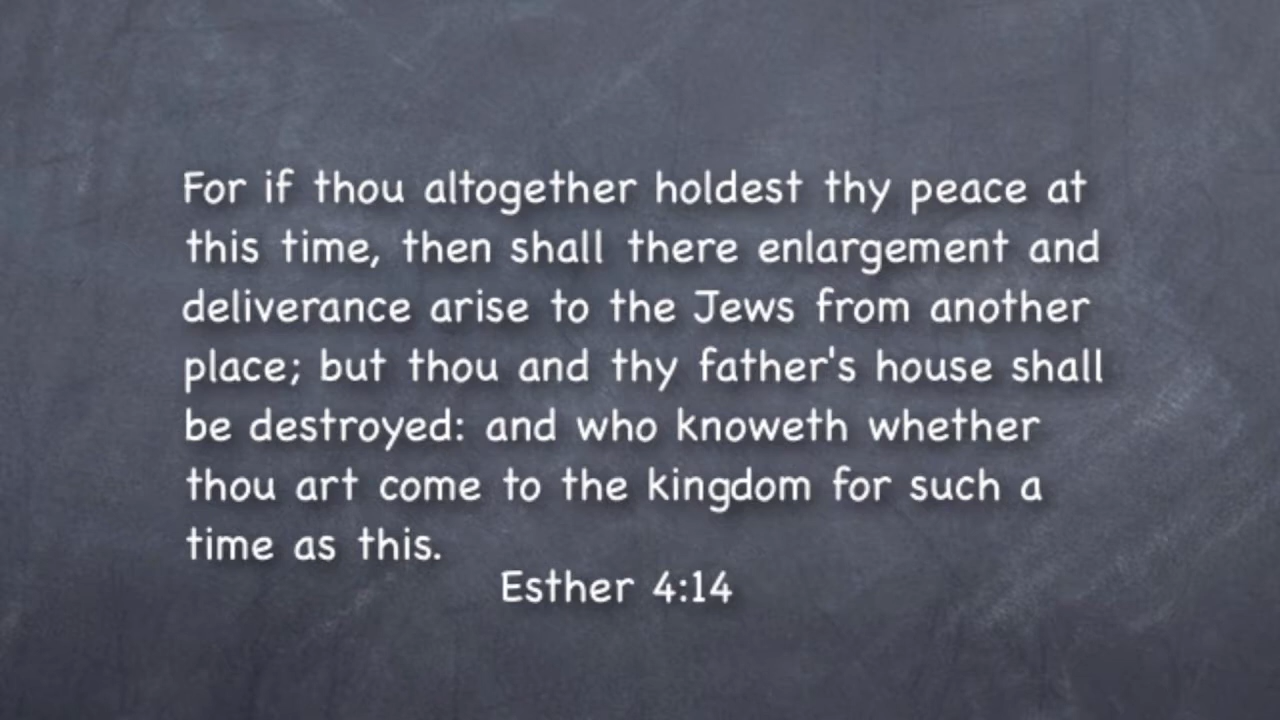 For if thou altogether holdest thy peace at
this time, then shall there enlargement and
deliverance arise to the Jews from another
place; but thou and thy father's house shall
be destroyed: and who knoweth whether
thou art come to the kingdom for such a
time as this.
Esther 4:14